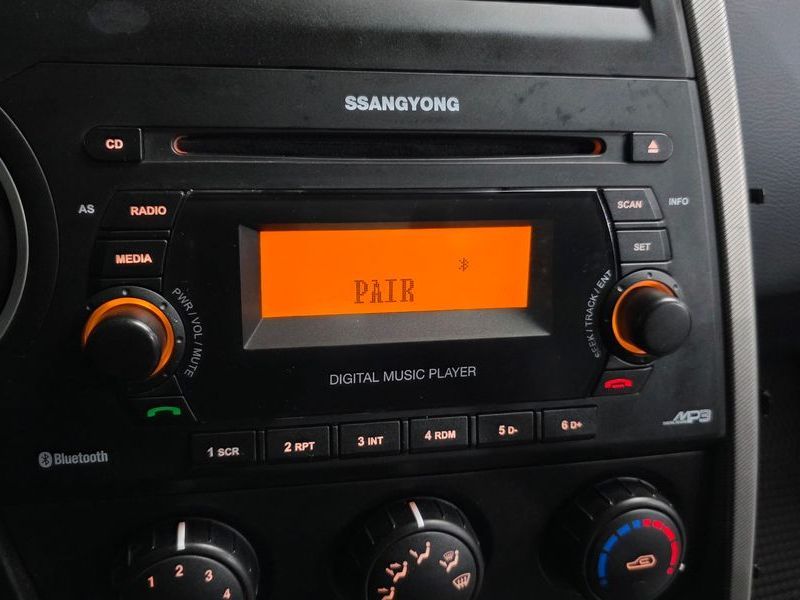 SSANGYONG
CD
AS
RADIO
SCAN
INFO
MEDIA
SET
PAIR
PWR / VOL / MUTE
SEEK / TRACK / ENT
DIGITAL MUSIC PLAYER
MP3
1 SCR
2 RPT
3 INT
4 RDM
5 D-
6 D+
Bluetooth
1 2 3 4